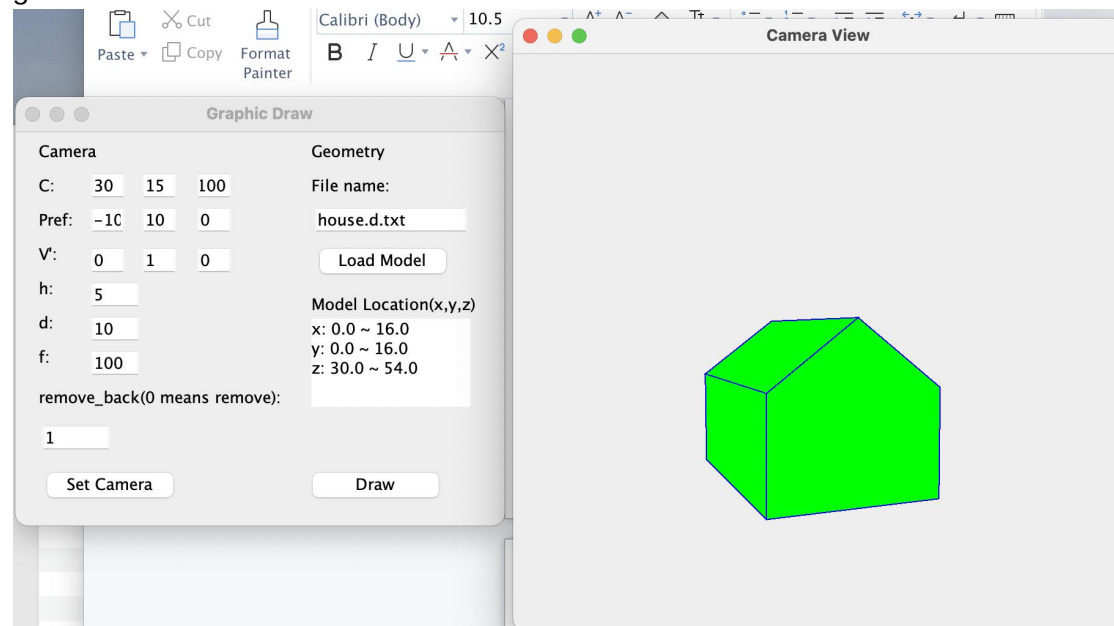 Cut
Calibri (Body) 10.5
Paste Copy Format Painter
B I U A X²
Camera View
Graphic Draw
Camera
Geometry
C: 30 15 100
File name:
Pref: -10 10 0
house.d.txt
V': 0 1 0
Load Model
h: 5
Model Location(x,y,z)
d: 10
x: 0.0 ~ 16.0
y: 0.0 ~ 16.0
f: 100
z: 30.0 ~ 54.0
remove_back(0 means remove):
1
Set Camera
Draw